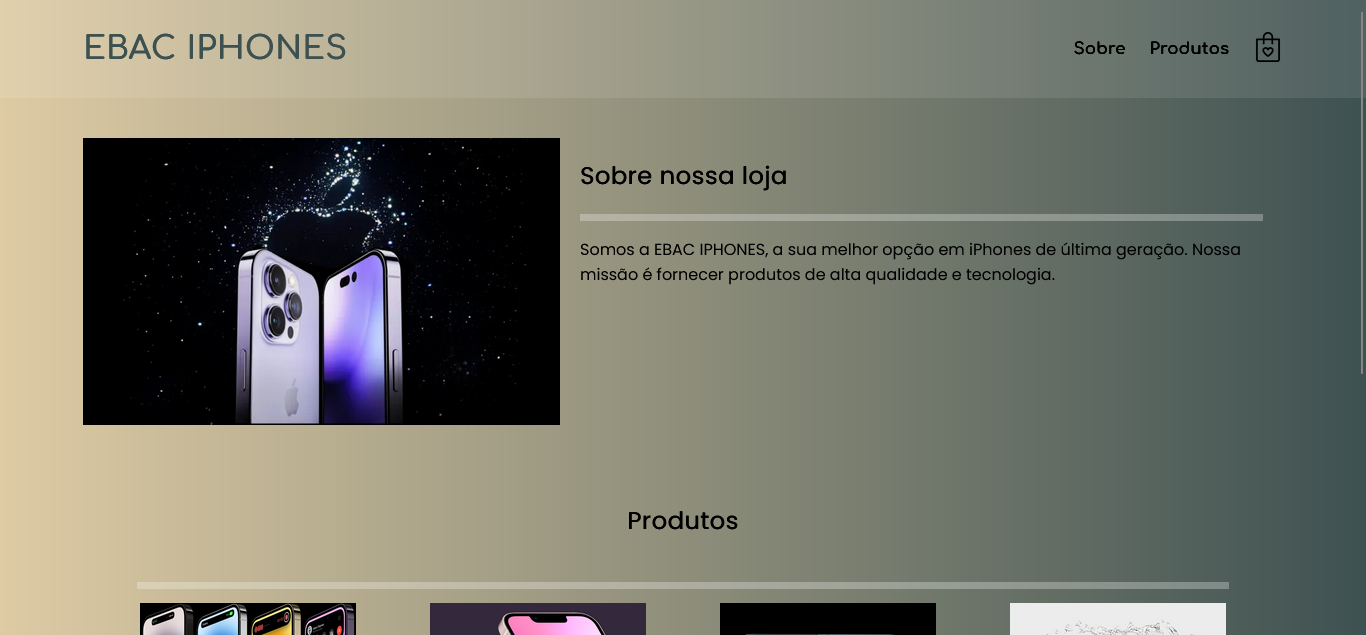 EBAC IPHONES
Sobre Produtos
Sobre nossa loja
Somos a EBAC IPHONES, a sua melhor opção em iPhones de última geração. Nossa
missão é fornecer produtos de alta qualidade e tecnologia.
Produtos